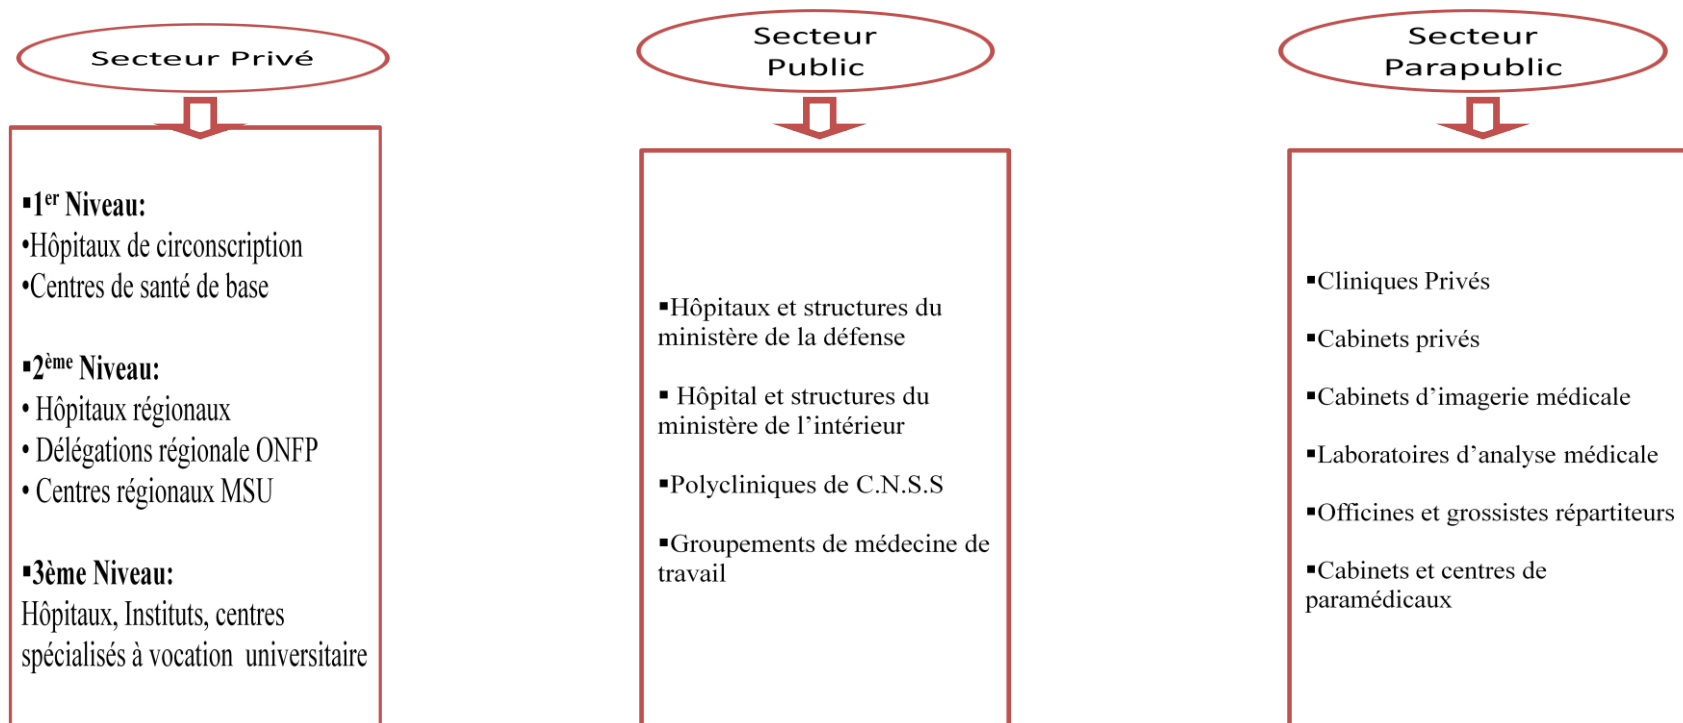 Secteur Privé
▪1er Niveau:
•Hôpitaux de circonscription
•Centres de santé de base
▪2ème Niveau:
• Hôpitaux régionaux
• Délégations régionale ONFP
• Centres régionaux MSU
▪3ème Niveau:
Hôpitaux, Instituts, centres
spécialisés à vocation universitaire
Secteur
Public
▪Hôpitaux et structures du
ministère de la défense
▪ Hôpital et structures du
ministère de l’intérieur
▪Polycliniques de C.N.S.S
▪Groupements de médecine de
travail
Secteur
Parapublic
▪Cliniques Privés
▪Cabinets privés
▪Cabinets d’imagerie médicale
▪Laboratoires d’analyse médicale
▪Officines et grossistes répartiteurs
▪Cabinets et centres de
paramédicaux